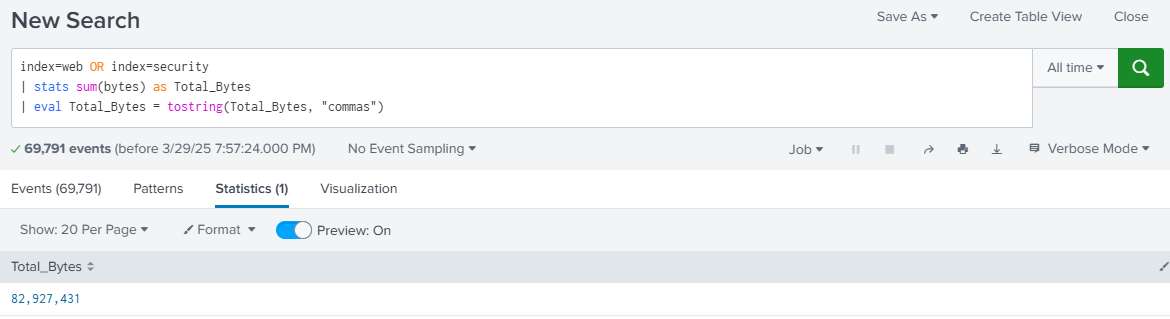 New Search
Save As Create Table View Close
index=web OR index=security
| stats sum(bytes) as Total_Bytes
| eval Total_Bytes = tostring(Total_Bytes, "commas")
All time
69,791 events (before 3/29/25 7:57:24.000 PM) No Event Sampling
Job Verbose Mode
Events (69,791) Patterns Statistics (1) Visualization
Show: 20 Per Page Format Preview: On
Total_Bytes
82,927,431